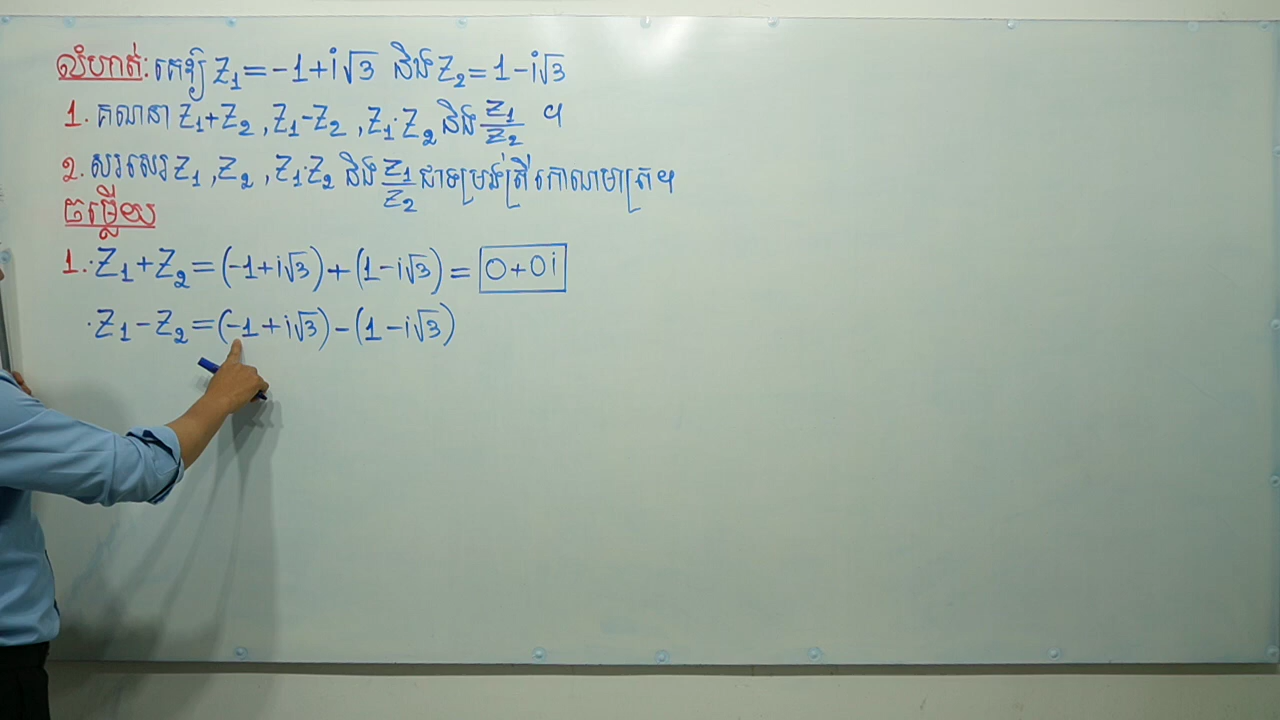 លំហាត់: គេឱ្យ Z₁ = -1 + i√3 និង Z₂ = 1 - i√3
1. គណនា Z₁+Z₂ , Z₁-Z₂ , Z₁·Z₂ និង Z₁/Z₂ ។
2. សរសេរ Z₁ , Z₂ , Z₁·Z₂ និង Z₁/Z₂ ជាទម្រង់ត្រីកោណមាត្រ។
ចម្លើយ
1. · Z₁ + Z₂ = (-1 + i√3) + (1 - i√3) = 0 + 0i
· Z₁ - Z₂ = (-1 + i√3) - (1 - i√3)